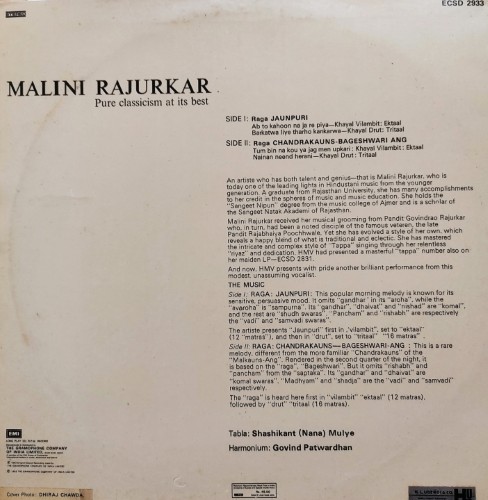 ECSD 2933
MALINI RAJURKAR
Pure classicism at its best
SIDE I: Raga JAUNPURI
Ab to kahoon na ja re piya—Khayal Vilambit: Ektaal
Barkatwa liye tharho kankarwa—Khayal Drut: Tritaal
SIDE II: Raga CHANDRAKAUNS-BAGESHWARI ANG
Tum bin na kou ya jag men upkari: Khayal Vilambit: Ektaal
Nainan neend herani—Khayal Drut: Tritaal
An artiste who has both talent and genius—that is Malini Rajurkar, who is
today one of the leading lights in Hindustani music from the younger
generation. A graduate from Rajasthan University, she has many accomplishments
to her credit in the spheres of music and music education. She holds the
"Sangeet Nipun" degree from the music college of Ajmer and is a schrlar of
the Sangeet Natak Akademi of Rajasthan.
Malini Rajurkar received her musical grooming from Pandit Govindrao Rajurkar
who, in turn, had been a noted disciple of the famous veteren, the late
Pandit Rajabhaiya Poochhwale. Yet she has evolved a style of her own, which
reveals a happy blend of what is traditional and eclectic. She has mastered
the intricate and complex style of "Tappa" singing through her relentless
"riyaz" and dedication. HMV had presented a masterful "tappa" number also on
her maiden LP—ECSD 2831.
And now, HMV presents with pride another brilliant performance from this
modest, unassuming vocalist.
THE MUSIC
Side I: RAGA: JAUNPURI: This popular morning melody is known for its
sensitive, persuasive mood. It omits "gandhar" in its "aroha", while the
"avaroha" is "sampurna". Its "gandhar", "dhaivat" and "nishad" are "komal",
and the rest are "shudh swaras". "Pancham" and "rishabh" are respectively
the "vadi" and "samvadi swaras".
The artiste presents "Jaunpuri" first in "vilambit", set to "ektaal"
(12 "matras"), and then in "drut", set to "tritaal" "16 matras" .
Side II: RAGA: CHANDRAKAUNS—BAGESHWARI-ANG : This is a rare
melody, different from the more familiar "Chandrakauns" of the
"Malkauns-Ang". Rendered in the second quarter of the night, it
is based on the "raga", "Bageshwari". But it omits "rishabh" and
"pancham" from the "saptaka". Its "gandhar" and "dhaivat" are
"komal swaras". "Madhyam" and "shadja" are the "vadi" and "samvadi"
respectively.
The "raga" is heard here first in "vilambit" "ektaal" (12 matras),
followed by "drut" "tritaal" (16 matras).
Tabla: Shashikant (Nana) Mulye
Harmonium: Govind Patwardhan
EMI
THE GRAMOPHONE COMPANY
OF INDIA LIMITED
Cover Photo: DHIRAJ CHAWDA